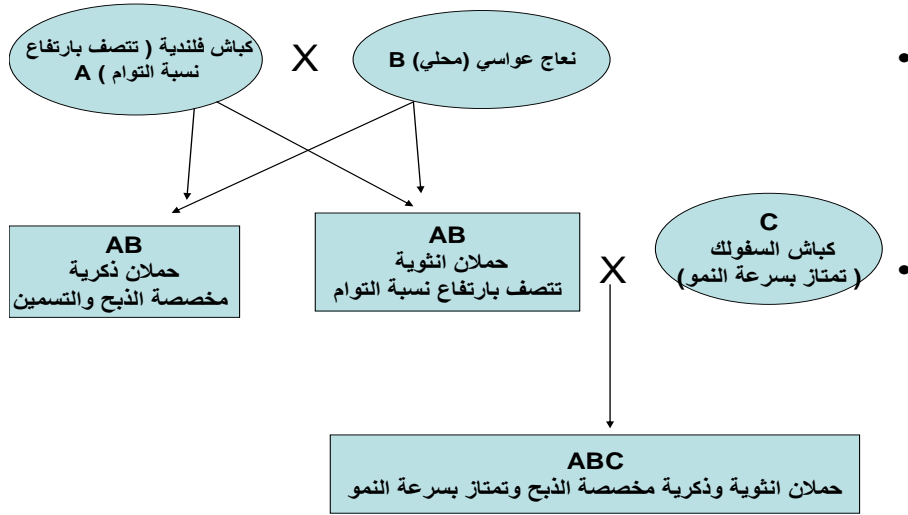 كباش فلندية ( تتصف بارتفاع
نسبة التوام ) A
X
نعاج عواسي (محلي) B
AB
حملان ذكرية
مخصصة الذبح والتسمين
AB
حملان انثوية
تتصف بارتفاع نسبة التوام
X
C
كباش السفولك
( تمتاز بسرعة النمو)
ABC
حملان انثوية وذكرية مخصصة الذبح وتمتاز بسرعة النمو